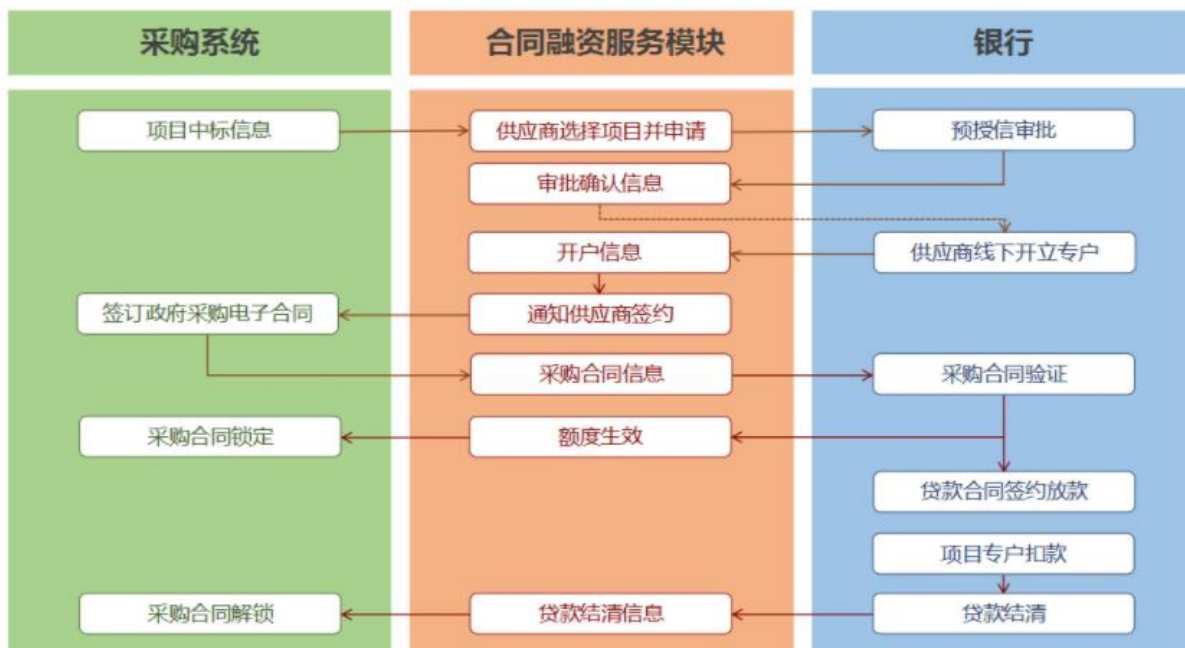 采购系统
合同融资服务模块
银行
项目中标信息
供应商选择项目并申请
预授信审批
审批确认信息
开户信息
供应商线下开立专户
签订政府采购电子合同
通知供应商签约
采购合同信息
采购合同验证
采购合同锁定
额度生效
贷款合同签约放款
项目专户扣款
采购合同解锁
贷款结清信息
贷款结清